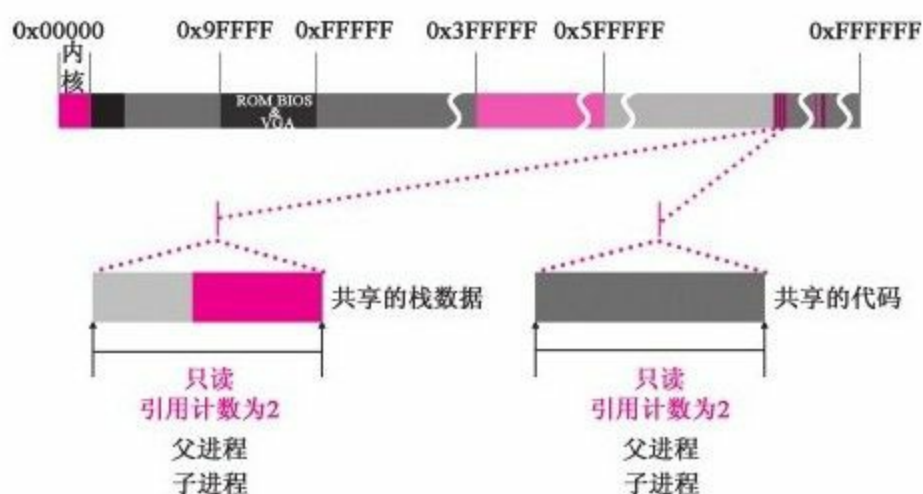 0x00000 0x9FFFF 0xFFFFF 0x3FFFFF 0x5FFFFF 0xFFFFFF
内
核
ROM BIOS
&
VGA
共享的栈数据
只读
引用计数为2
父进程
子进程
共享的代码
只读
引用计数为2
父进程
子进程